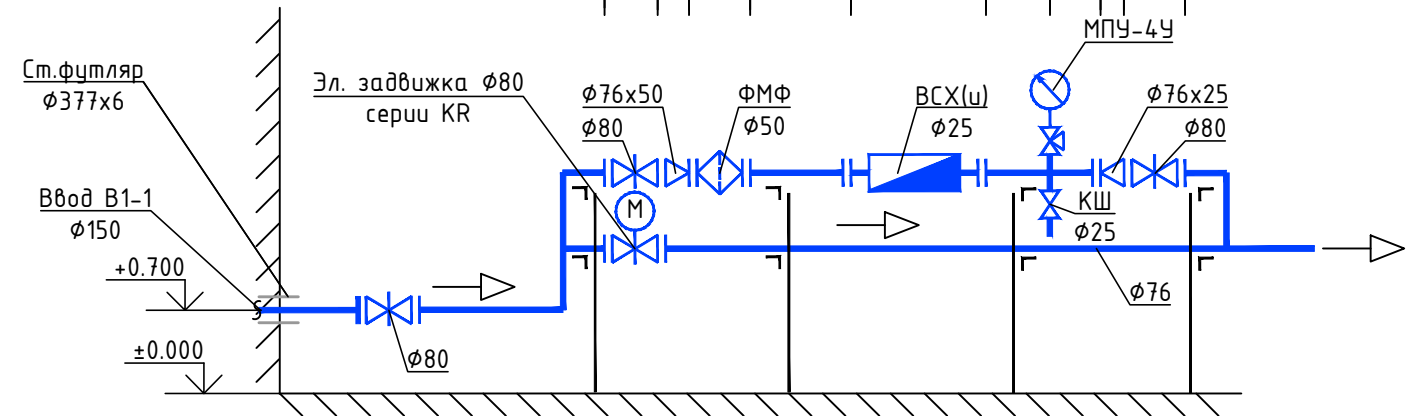 МПУ-4У
Ст.футляр
Ф377х6
Эл. задвижка Ф80
серии KR
Ф76х50
Ф80
ФМФ
Ф50
ВСХ(и)
Ф25
Ф76х25
Ф80
Ввод В1-1
Ф150
М
КШ
Ф25
+0.700
Ф76
±0.000
Ф80